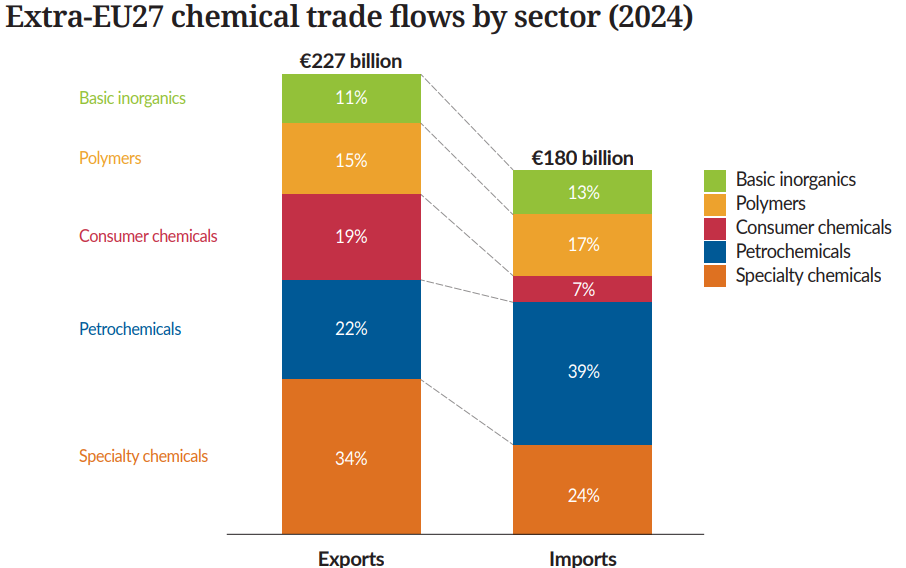 Extra-EU27 chemical trade flows by sector (2024)
€227 billion
Basic inorganics
11%
Polymers
15%
Consumer chemicals
19%
Petrochemicals
22%
Specialty chemicals
34%
Exports
€180 billion
13%
17%
7%
39%
24%
Imports
Basic inorganics
Polymers
Consumer chemicals
Petrochemicals
Specialty chemicals